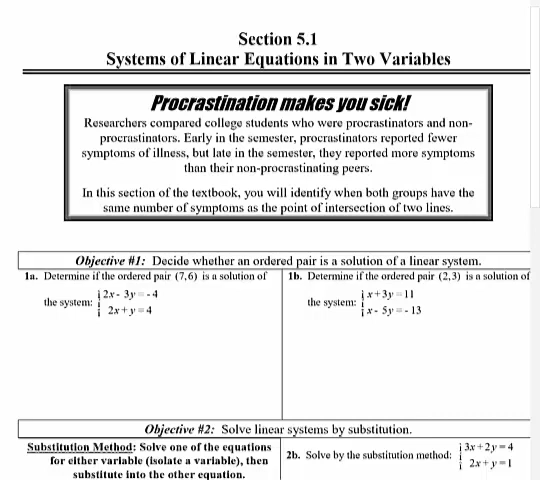 Section 5.1
Systems of Linear Equations in Two Variables
Procrastination makes you sick!
Researchers compared college students who were procrastinators and non-
procrastinators. Early in the semester, procrastinators reported fewer
symptoms of illness, but late in the semester, they reported more symptoms
than their non-procrastinating peers.
In this section of the textbook, you will identify when both groups have the
same number of symptoms as the point of intersection of two lines.
Objective #1: Decide whether an ordered pair is a solution of a linear system.
1a. Determine if the ordered pair (7,6) is a solution of
the system: { 2x - 3y = - 4
2x + y = 4
1b. Determine if the ordered pair (2,3) is a solution of
the system: { x + 3y = 11
x - 5y = - 13
Objective #2: Solve linear systems by substitution.
Substitution Method: Solve one of the equations
for either variable (isolate a variable), then
substitute into the other equation.
2b. Solve by the substitution method: { 3x + 2y = 4
2x + y = 1